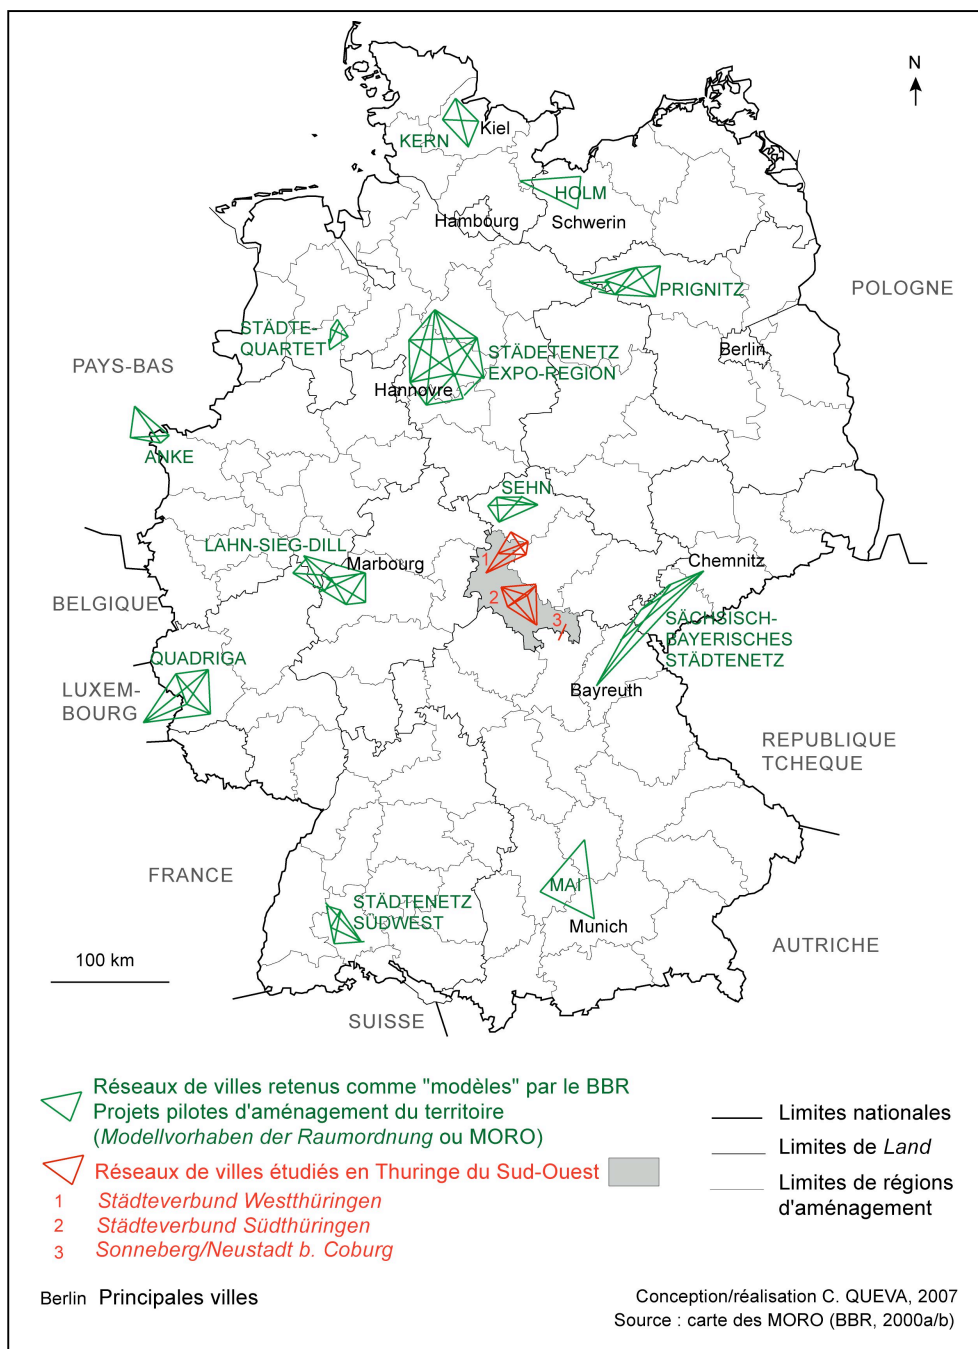 N
KERN
Kiel
HOLM
Hambourg
Schwerin
POLOGNE
PRIGNITZ
STÄDTE-
QUARTET
STÄDETENETZ
EXPO-REGION
Berlin
PAYS-BAS
Hannovre
ANKE
SEHN
LAHN-SIEG-DILL
Marbourg
1
Chemnitz
2
BELGIQUE
3
SÄCHSISCH-
BAYERISCHES
STÄDTENETZ
QUADRIGA
LUXEM-
BOURG
Bayreuth
REPUBLIQUE
TCHEQUE
FRANCE
MAI
STÄDTENETZ
SÜDWEST
Munich
AUTRICHE
100 km
SUISSE
Réseaux de villes retenus comme "modèles" par le BBR
Projets pilotes d'aménagement du territoire
(Modellvorhaben der Raumordnung ou MORO)
Réseaux de villes étudiés en Thuringe du Sud-Ouest
1 Städteverbund Westthüringen
2 Städteverbund Südthüringen
3 Sonneberg/Neustadt b. Coburg
Limites nationales
Limites de Land
Limites de régions
d'aménagement
Berlin Principales villes
Conception/réalisation C. QUEVA, 2007
Source : carte des MORO (BBR, 2000a/b)